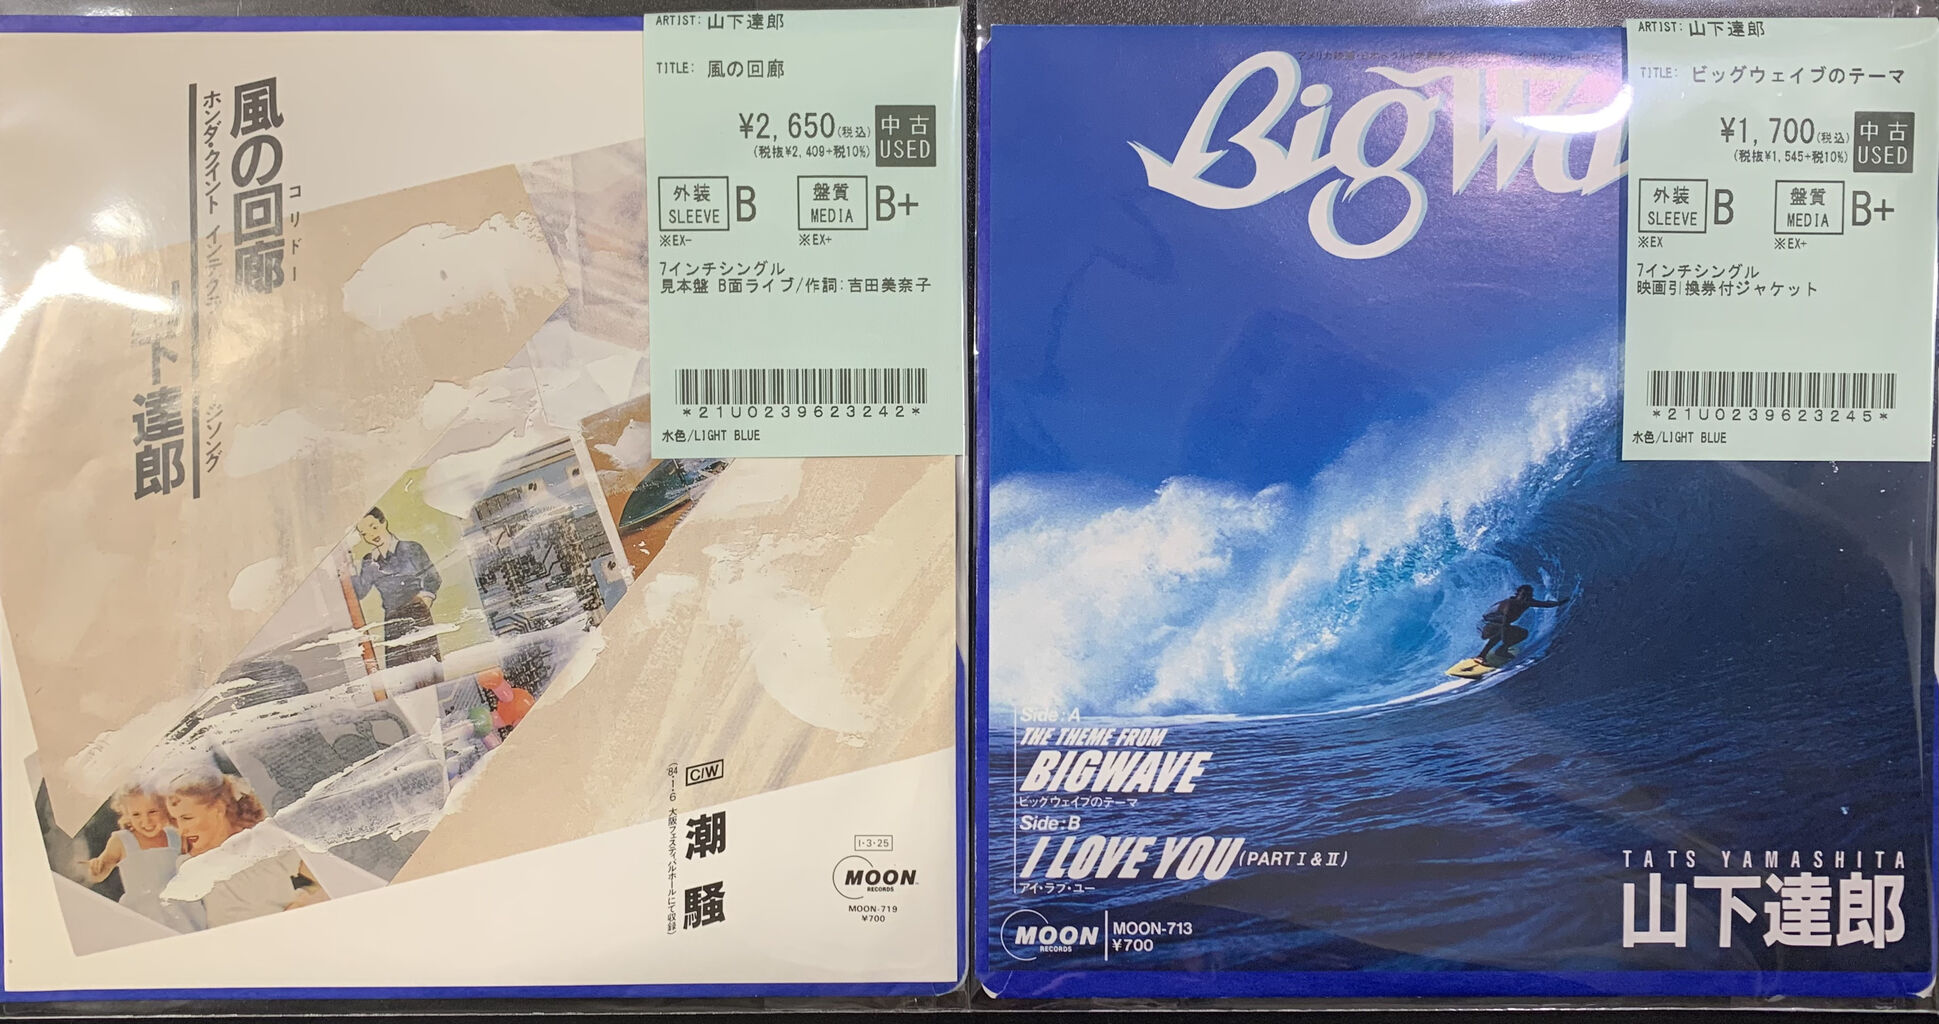 ARTIST: 山下達郎
TITLE: 風の回廊
¥2,650(税込)
(税抜¥2,409+税10%)
中古
USED
外装
SLEEVE
B
盤質
MEDIA
B+
※EX-
※EX+
7インチシングル
見本盤 B面ライブ/作詞:吉田美奈子
*21U0239623242*
水色/LIGHT BLUE
風の回廊
コリドー
ホンダ・クイント インテグラ
ジソング
下達郎
C/W
潮騒
('84・1・6 大阪フェスティバルホールにて収録)
1・3・25
MOON
RECORDS
MOON-719
¥700
ARTIST: 山下達郎
TITLE: ビッグウェイブのテーマ
¥1,700(税込)
(税抜¥1,545+税10%)
中古
USED
外装
SLEEVE
B
盤質
MEDIA
B+
※EX
※EX+
7インチシングル
映画引換券付ジャケット
*21U0239623245*
水色/LIGHT BLUE
Big Wa
Side:A
THE THEME FROM
BIGWAVE
ビッグウェイブのテーマ
Side:B
I LOVE YOU (PART I & II)
アイ・ラブ・ユー
MOON
RECORDS
MOON-713
¥700
TATS YAMASHITA
山下達郎